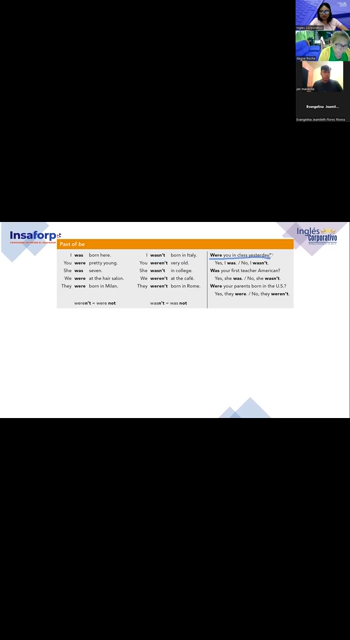 Evangelina Juamil...
Insaforp
Inglés
Corporativo
Past of be
I was born here.
You were pretty young.
She was seven.
We were at the hair salon.
They were born in Milan.
weren't = were not
I wasn't born in Italy.
You weren't very old.
She wasn't in college.
We weren't at the café.
They weren't born in Rome.
wasn't = was not
Were you in class yesterday?
Yes, I was. / No, I wasn't.
Was your first teacher American?
Yes, she was. / No, she wasn't.
Were your parents born in the U.S.?
Yes, they were. / No, they weren't.